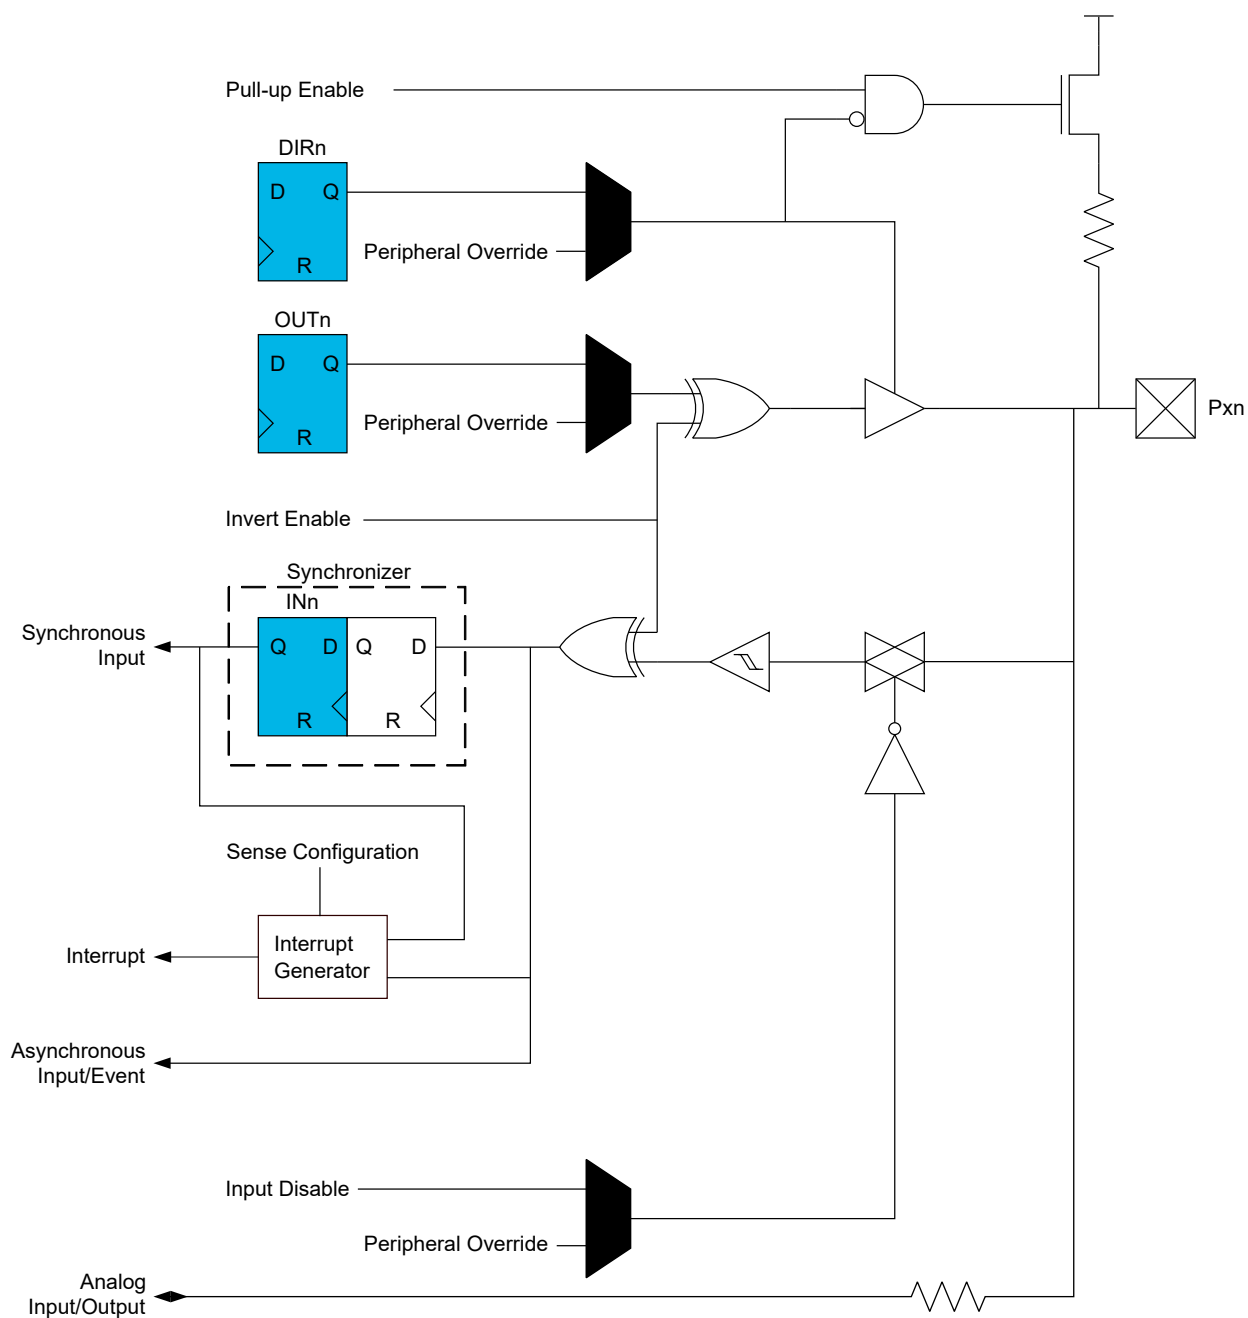 Pull-up Enable
DIRn
D Q
Peripheral Override
R
OUTn
D Q
Pxn
Peripheral Override
R
Invert Enable
Synchronizer
INn
Synchronous
Input
Q D Q D
R R
Sense Configuration
Interrupt
Interrupt
Generator
Asynchronous
Input/Event
Input Disable
Peripheral Override
Analog
Input/Output